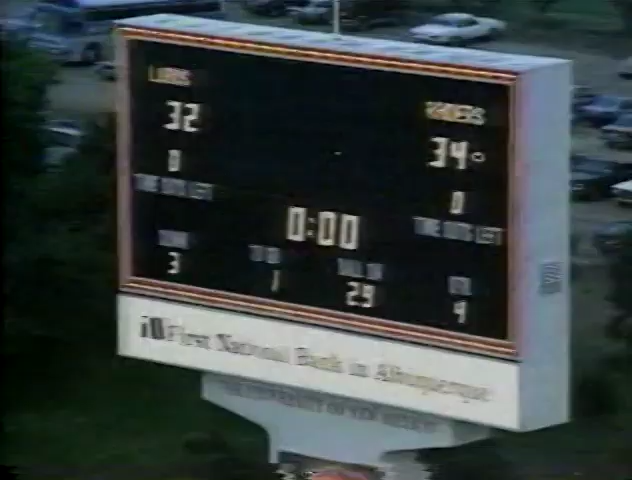 LOBOS RAIDERS
32 34
0 0
TIME OUTS LEFT TIME OUTS LEFT
0:00
DOWN TO GO BALL ON QTR
3 1 29 4
First National Bank in Albuquerque
THE UNIVERSITY OF NEW MEXICO